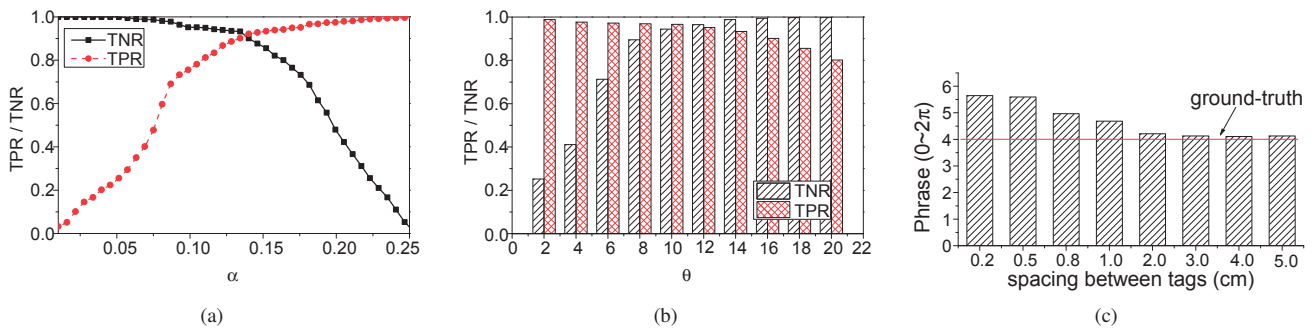 TPR / TNR
1.0
0.8
0.6
0.4
0.2
0.0
TNR
TPR
0.05
0.10
0.15
0.20
0.25
α
(a)
TPR / TNR
1.0
0.8
0.6
0.4
0.2
0.0
TNR
TPR
0 2 4 6 8 10 12 14 16 18 20 22
θ
(b)
Phrase (0~2π)
6
5
4
3
2
1
0
ground-truth
0.2 0.5 0.8 1.0 2.0 3.0 4.0 5.0
spacing between tags (cm)
(c)